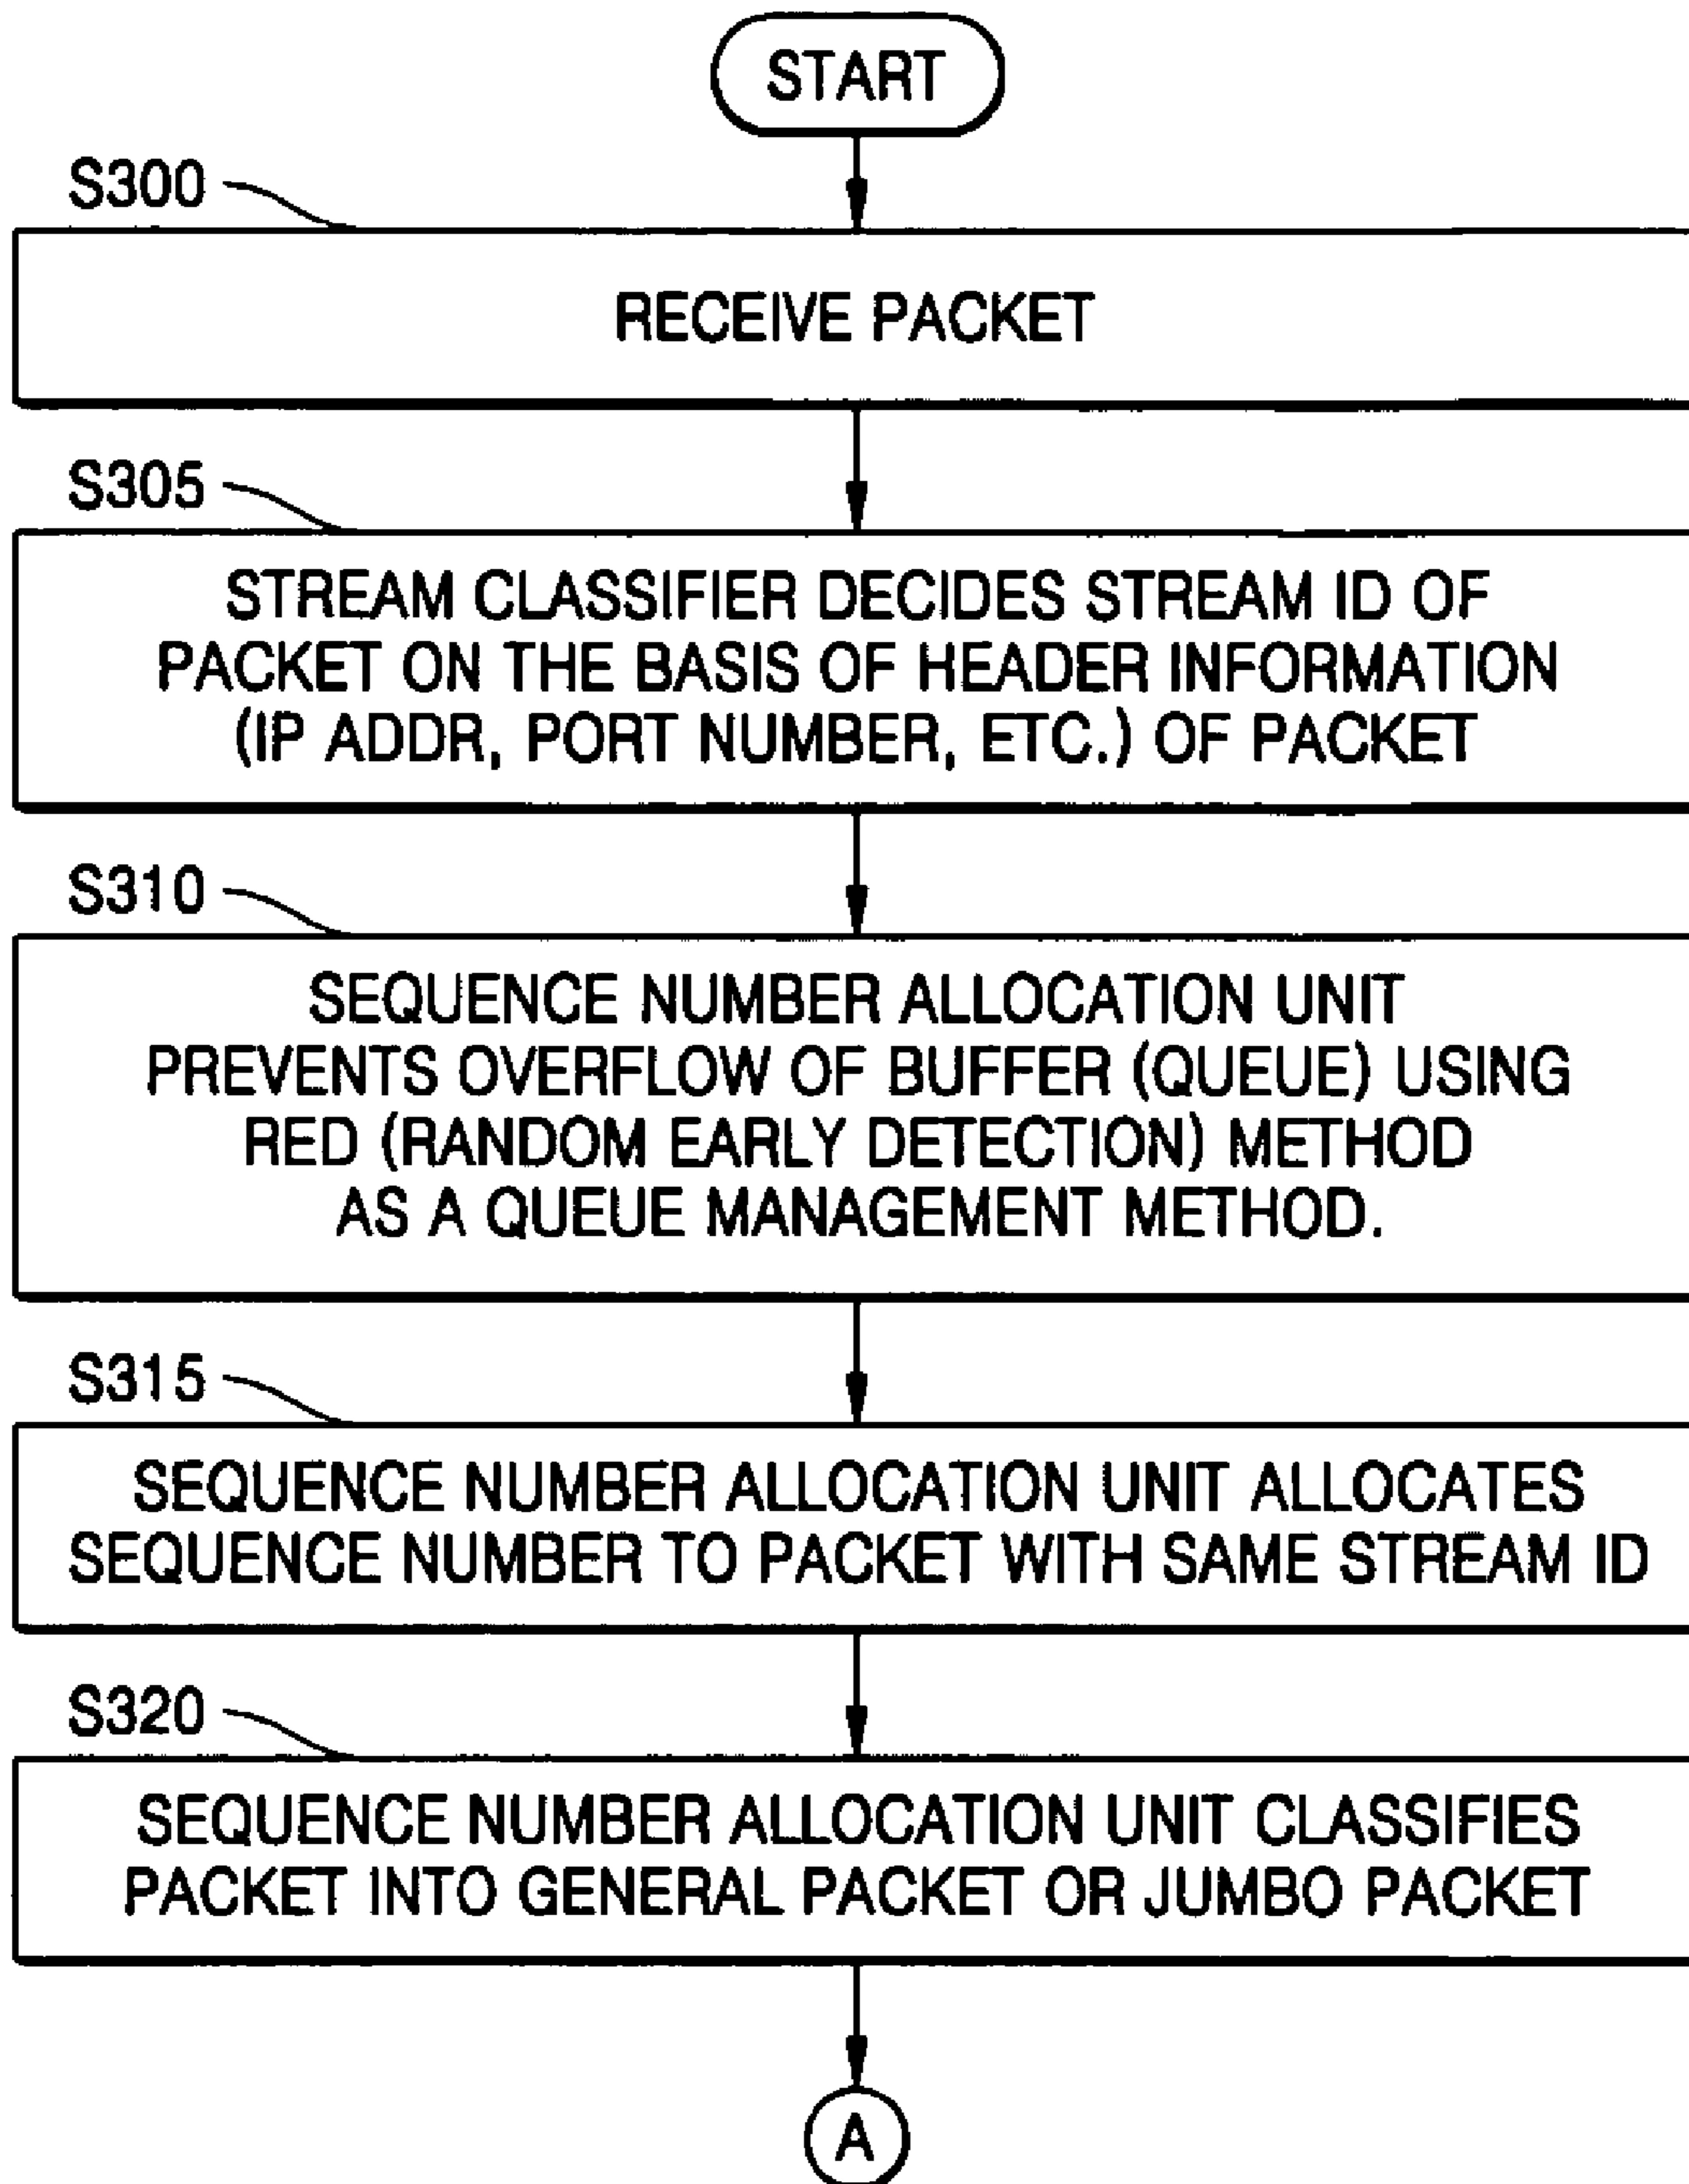 START
S300
RECEIVE PACKET
S305
STREAM CLASSIFIER DECIDES STREAM ID OF
PACKET ON THE BASIS OF HEADER INFORMATION
(IP ADDR, PORT NUMBER, ETC.) OF PACKET
S310
SEQUENCE NUMBER ALLOCATION UNIT
PREVENTS OVERFLOW OF BUFFER (QUEUE) USING
RED (RANDOM EARLY DETECTION) METHOD
AS A QUEUE MANAGEMENT METHOD.
S315
SEQUENCE NUMBER ALLOCATION UNIT ALLOCATES
SEQUENCE NUMBER TO PACKET WITH SAME STREAM ID
S320
SEQUENCE NUMBER ALLOCATION UNIT CLASSIFIES
PACKET INTO GENERAL PACKET OR JUMBO PACKET
A